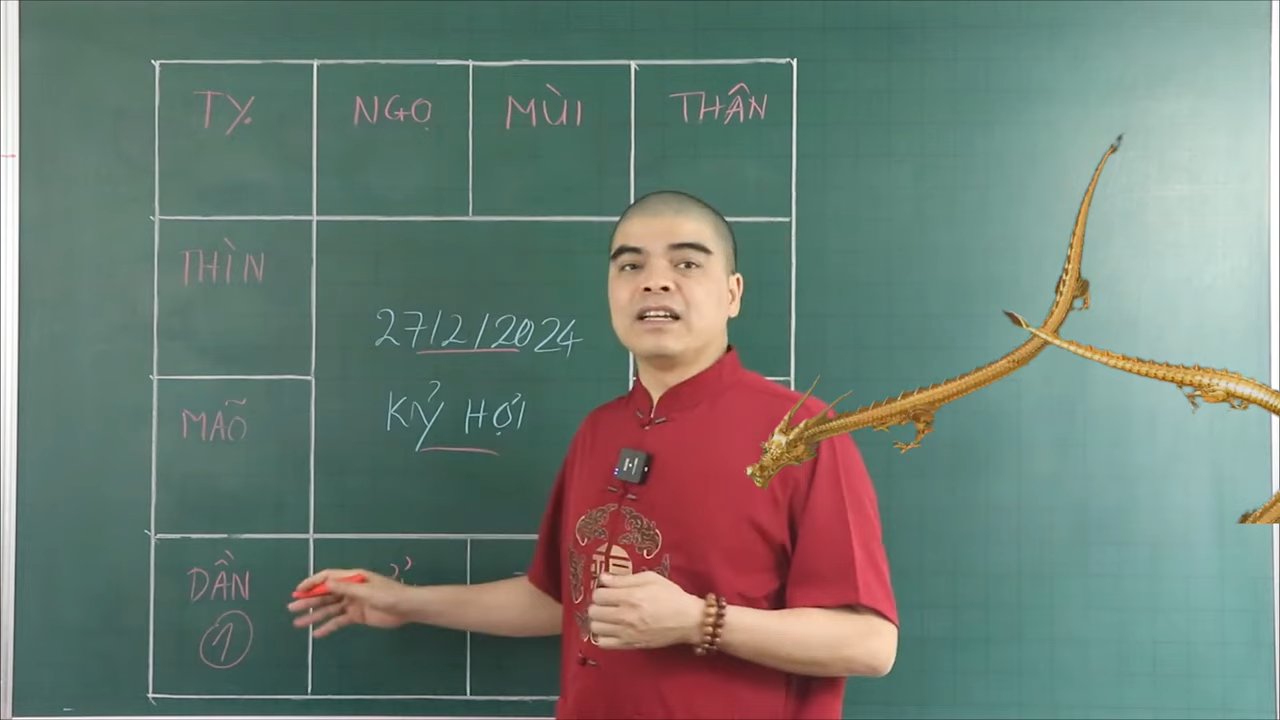 TỴ NGỌ MÙI THÂN
THÌN
27/2/2024
MÃO
KỶ HỢI
DẦN
1